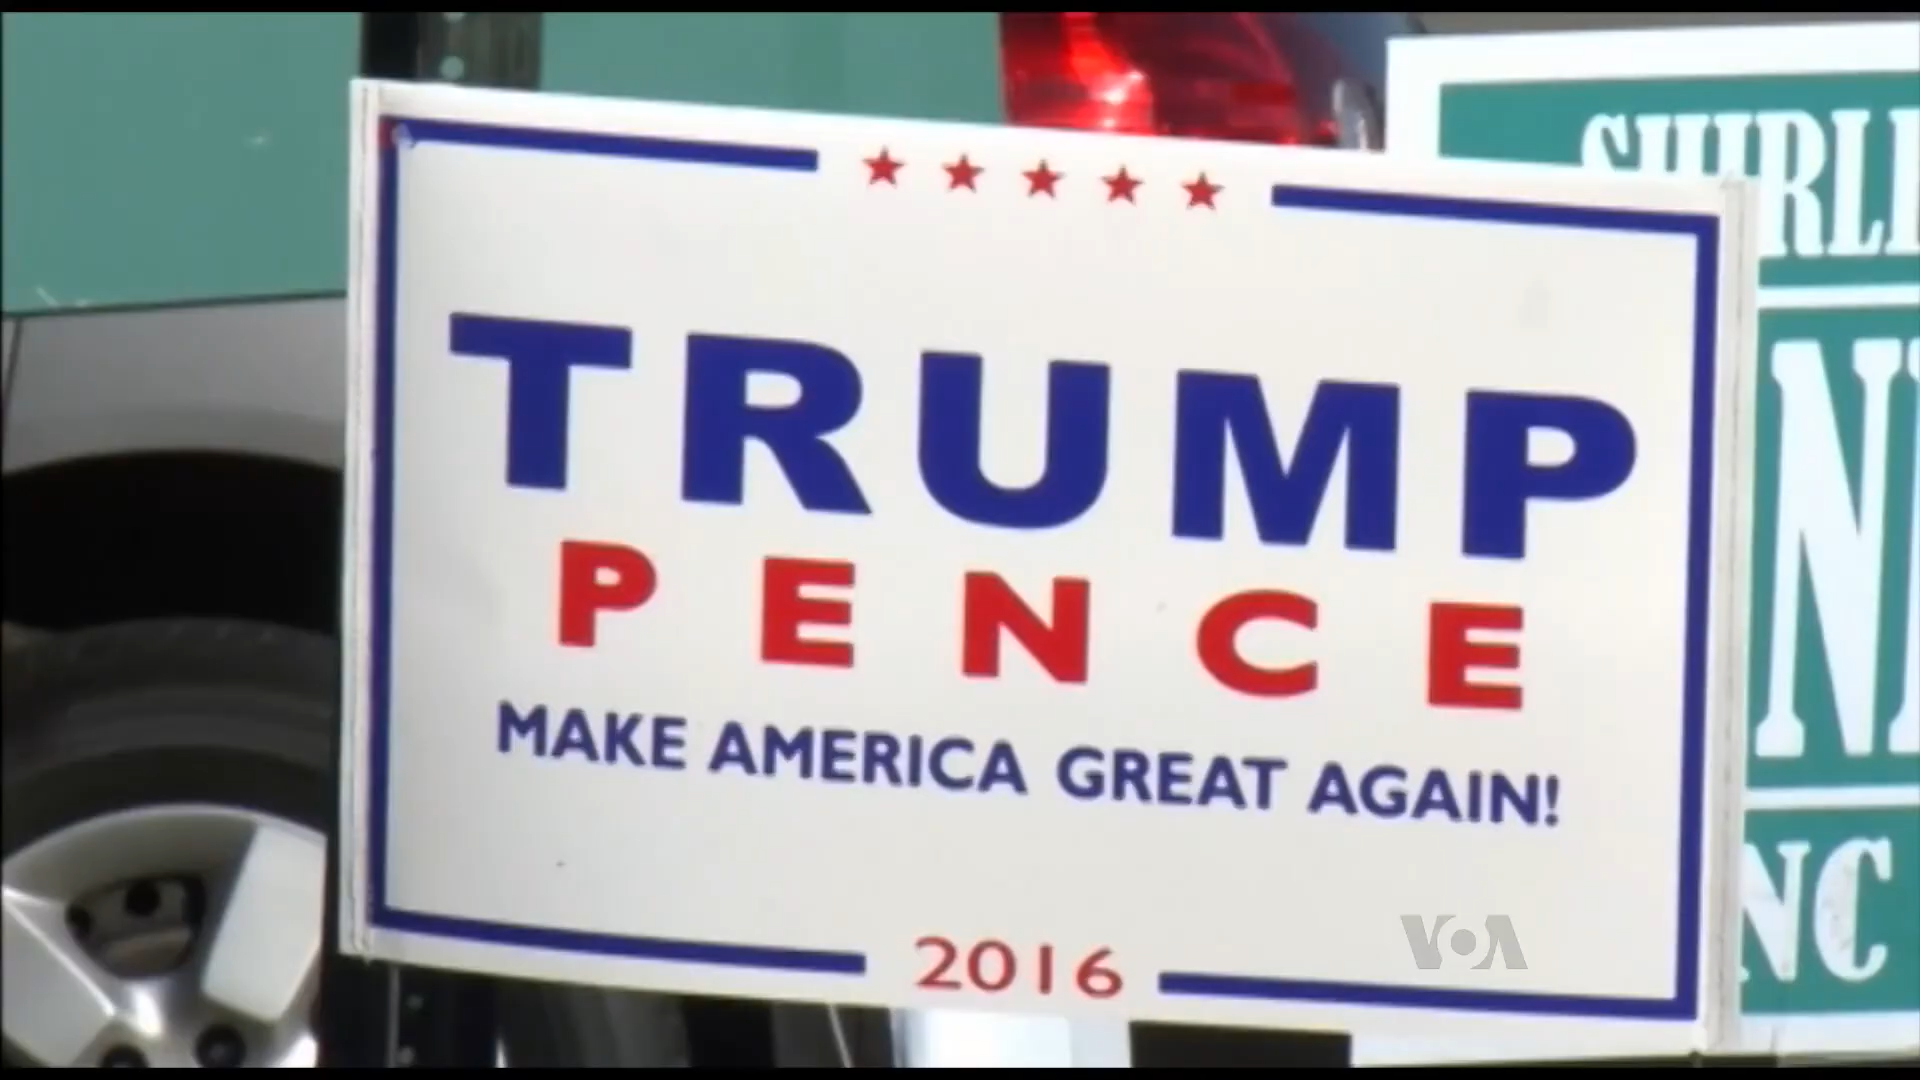 TRUMP
PENCE
MAKE AMERICA GREAT AGAIN!
2016
VOA